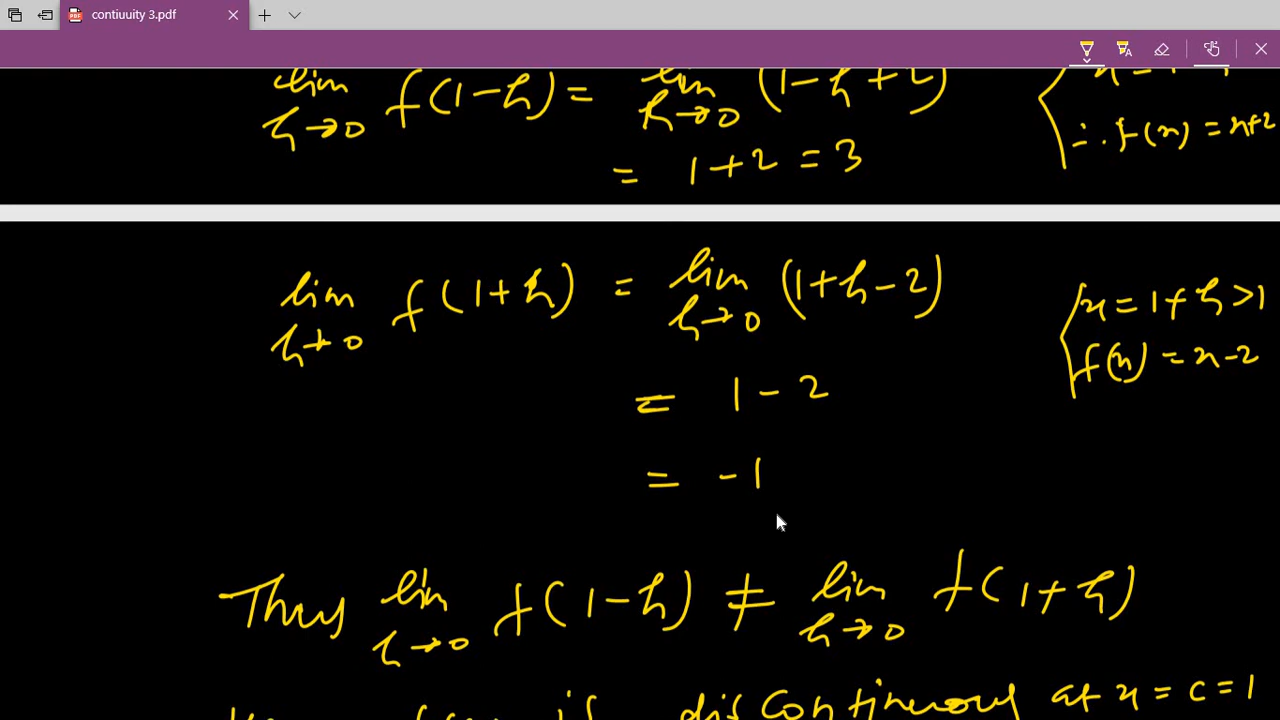 contiuuity 3.pdf
lim f(1-h) = lim (1-h+2)
h→0 h→0
∴ f(x) = x+2
= 1+2 = 3
lim f(1+h) = lim (1+h-2)
h→0 h→0
x = 1+h>1
f(x) = x-2
= 1-2
= -1
Thus lim f(1-h) ≠ lim f(1+h)
h→0 h→0
is discontinuous at x = c = 1